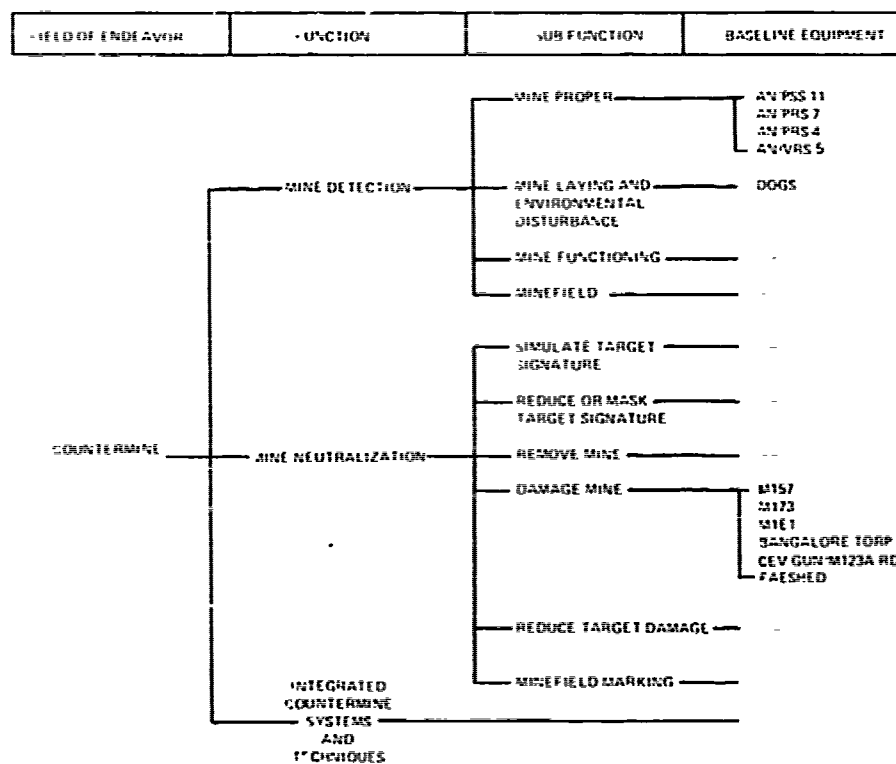 FIELD OF ENDEAVOR FUNCTION SUB FUNCTION BASELINE EQUIPMENT
MINE PROPER AN/PSS 11
AN/PRS 7
AN/PRS 4
AN/VRS 5
MINE DETECTION MINE LAYING AND DOGS
ENVIRONMENTAL
DISTURBANCE
MINE FUNCTIONING -
MINEFIELD -
SIMULATE TARGET -
SIGNATURE
REDUCE OR MASK -
TARGET SIGNATURE
COUNTERMINE MINE NEUTRALIZATION REMOVE MINE --
DAMAGE MINE M157
M173
M1E1
BANGALORE TORP
CEV GUN/M123A RD
FAESHED
REDUCE TARGET DAMAGE -
MINEFIELD MARKING
INTEGRATED
COUNTERMINE
SYSTEMS
AND
TECHNIQUES